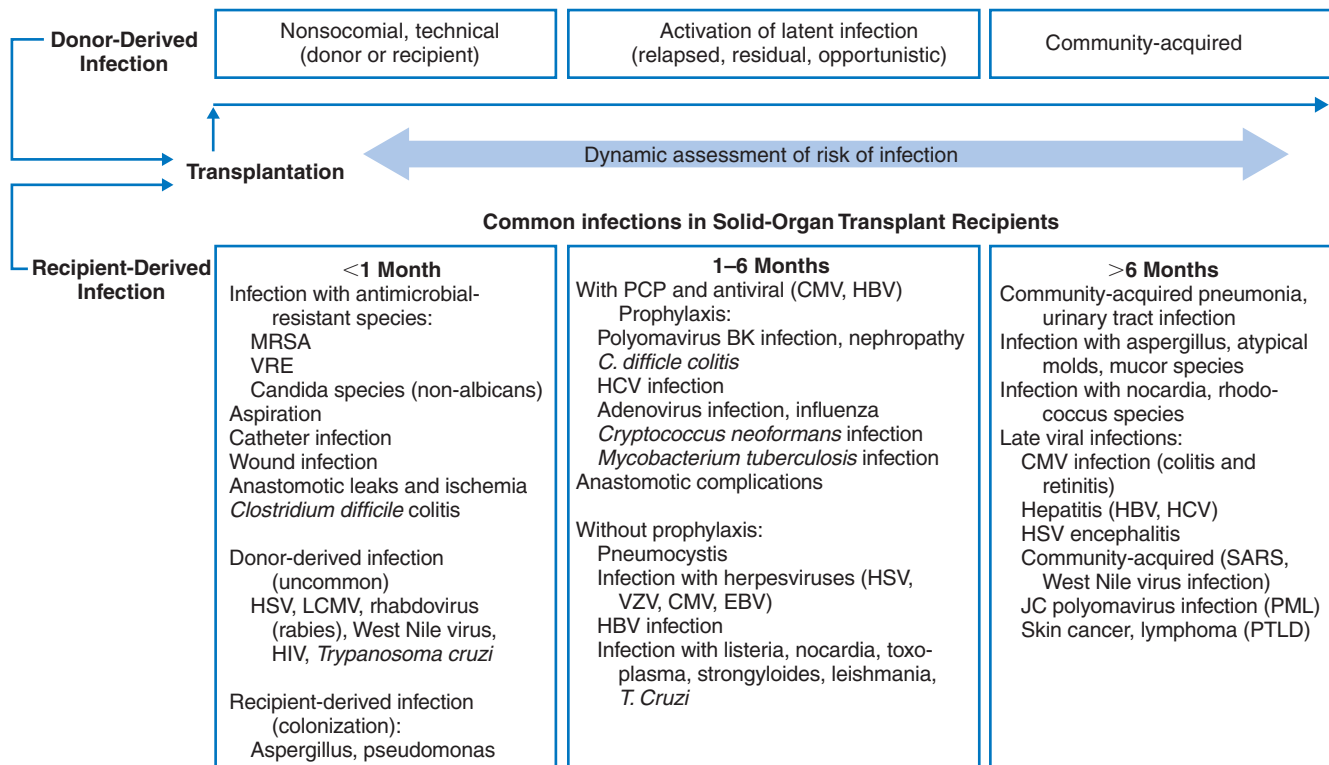 Donor-Derived
Infection
Nonsocomial, technical
(donor or recipient)
Activation of latent infection
(relapsed, residual, opportunistic)
Community-acquired
Transplantation
Dynamic assessment of risk of infection
Common infections in Solid-Organ Transplant Recipients
Recipient-Derived
Infection
<1 Month
Infection with antimicrobial-
resistant species:
MRSA
VRE
Candida species (non-albicans)
Aspiration
Catheter infection
Wound infection
Anastomotic leaks and ischemia
Clostridium difficile colitis
Donor-derived infection
(uncommon)
HSV, LCMV, rhabdovirus
(rabies), West Nile virus,
HIV, Trypanosoma cruzi
Recipient-derived infection
(colonization):
Aspergillus, pseudomonas
1–6 Months
With PCP and antiviral (CMV, HBV)
Prophylaxis:
Polyomavirus BK infection, nephropathy
C. difficle colitis
HCV infection
Adenovirus infection, influenza
Cryptococcus neoformans infection
Mycobacterium tuberculosis infection
Anastomotic complications
Without prophylaxis:
Pneumocystis
Infection with herpesviruses (HSV,
VZV, CMV, EBV)
HBV infection
Infection with listeria, nocardia, toxo-
plasma, strongyloides, leishmania,
T. Cruzi
>6 Months
Community-acquired pneumonia,
urinary tract infection
Infection with aspergillus, atypical
molds, mucor species
Infection with nocardia, rhodo-
coccus species
Late viral infections:
CMV infection (colitis and
retinitis)
Hepatitis (HBV, HCV)
HSV encephalitis
Community-acquired (SARS,
West Nile virus infection)
JC polyomavirus infection (PML)
Skin cancer, lymphoma (PTLD)